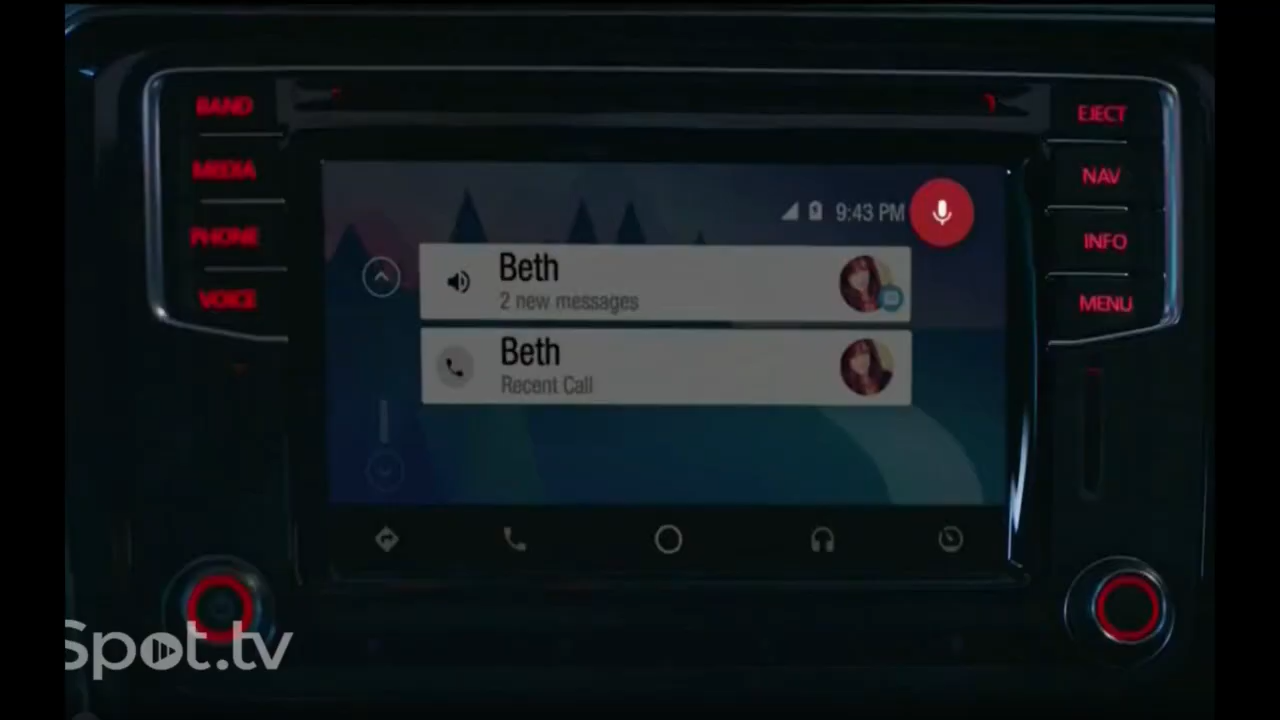 BAND
MEDIA
PHONE
VOICE
EJECT
NAV
INFO
MENU
9:43 PM
Beth
2 new messages
Beth
Recent Call
Spot.tv